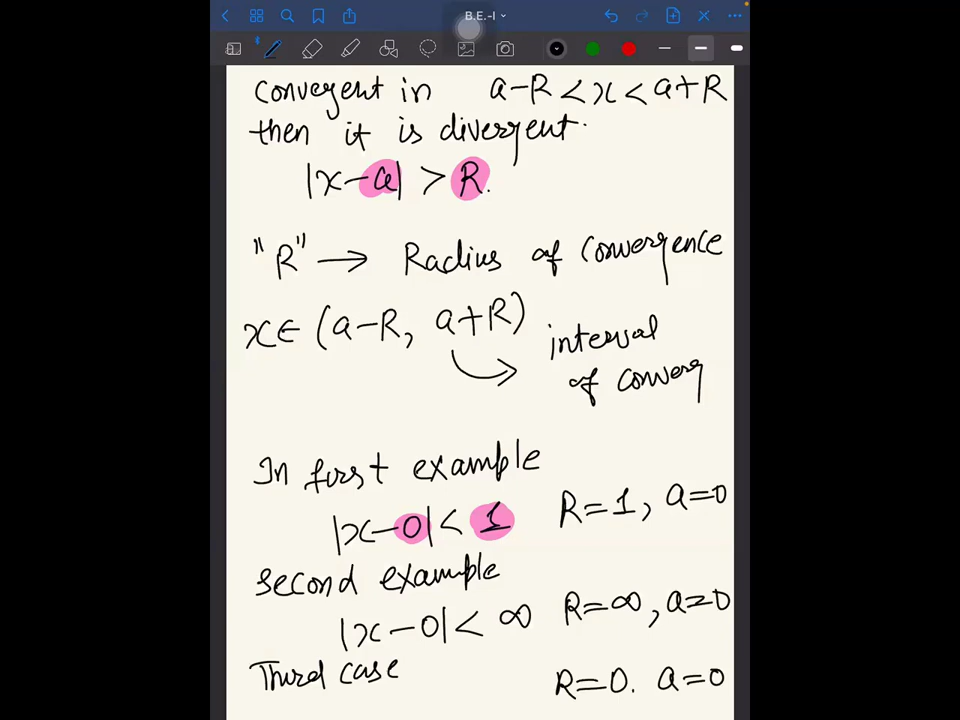 B.E.-I
convegent in a-R<x<a+R
then it is divergent.
|x-a| > R.
"R" → Radius of convergence
x∈ (a-R, a+R) interval
of converg
In first example
|x-0|< 1 R=1, a=0
second example
|x-0|< ∞ R=∞, a=0
Third case R=0. a=0